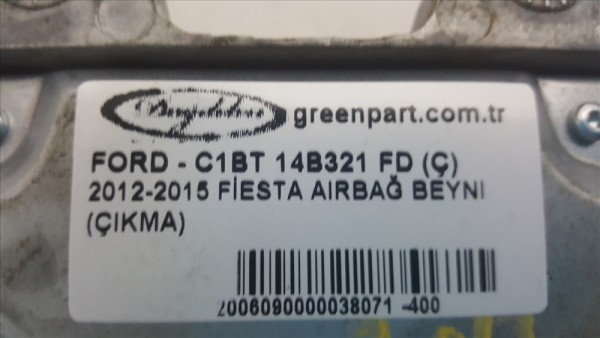 greenpart.com.tr
FORD - C1BT 14B321 FD (Ç)
2012-2015 FİESTA AIRBAĞ BEYNI
(ÇIKMA)
2006090000038071 -400